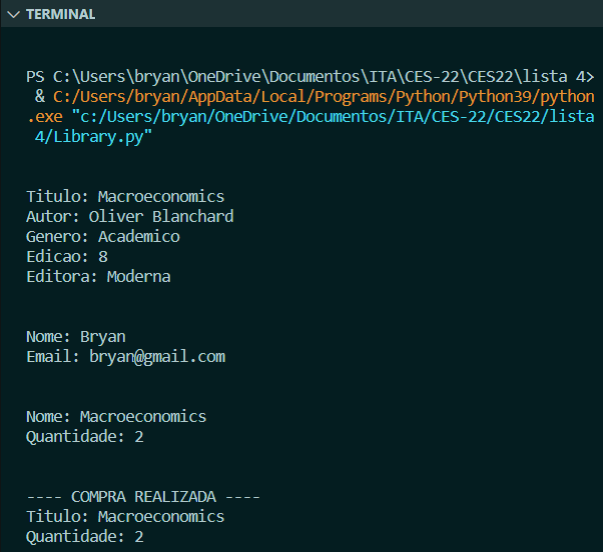 TERMINAL
PS C:\Users\bryan\OneDrive\Documentos\ITA\CES-22\CES22\lista 4>
& C:/Users/bryan/AppData/Local/Programs/Python/Python39/python
.exe "c:/Users/bryan/OneDrive/Documentos/ITA/CES-22/CES22/lista
4/Library.py"
Titulo: Macroeconomics
Autor: Oliver Blanchard
Genero: Academico
Edicao: 8
Editora: Moderna
Nome: Bryan
Email: bryan@gmail.com
Nome: Macroeconomics
Quantidade: 2
---- COMPRA REALIZADA ----
Titulo: Macroeconomics
Quantidade: 2